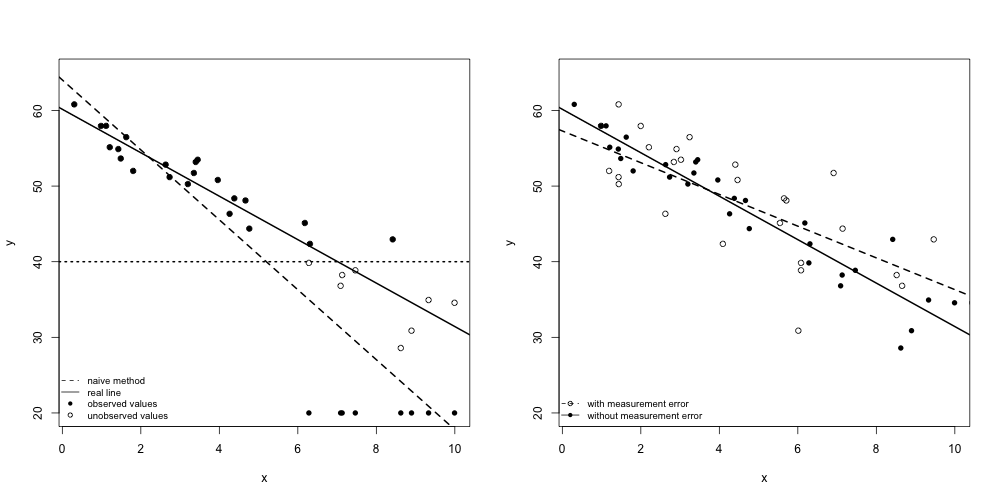 60
50
40
30
20
y
naive method
real line
observed values
unobserved values
0 2 4 6 8 10
x
60
50
40
30
20
y
with measurement error
without measurement error
0 2 4 6 8 10
x